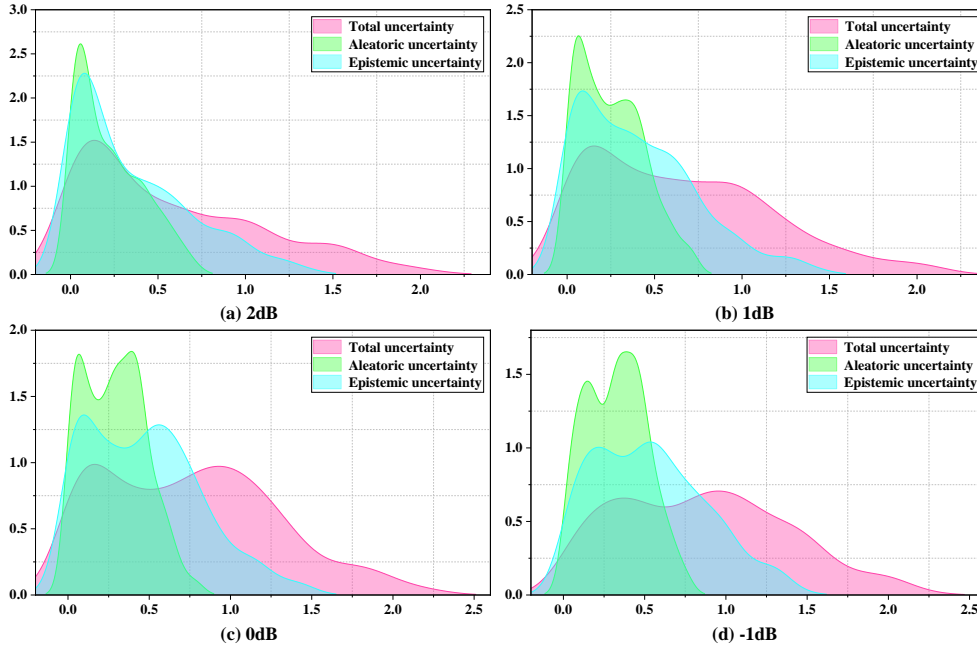 3.0
2.5
2.0
1.5
1.0
0.5
0.0
0.0 0.5 1.0 1.5 2.0
Total uncertainty
Aleatoric uncertainty
Epistemic uncertainty
(a) 2dB
2.5
2.0
1.5
1.0
0.5
0.0
0.0 0.5 1.0 1.5 2.0
Total uncertainty
Aleatoric uncertainty
Epistemic uncertainty
(b) 1dB
2.0
1.5
1.0
0.5
0.0
0.0 0.5 1.0 1.5 2.0 2.5
Total uncertainty
Aleatoric uncertainty
Epistemic uncertainty
(c) 0dB
1.5
1.0
0.5
0.0
0.0 0.5 1.0 1.5 2.0 2.5
Total uncertainty
Aleatoric uncertainty
Epistemic uncertainty
(d) -1dB